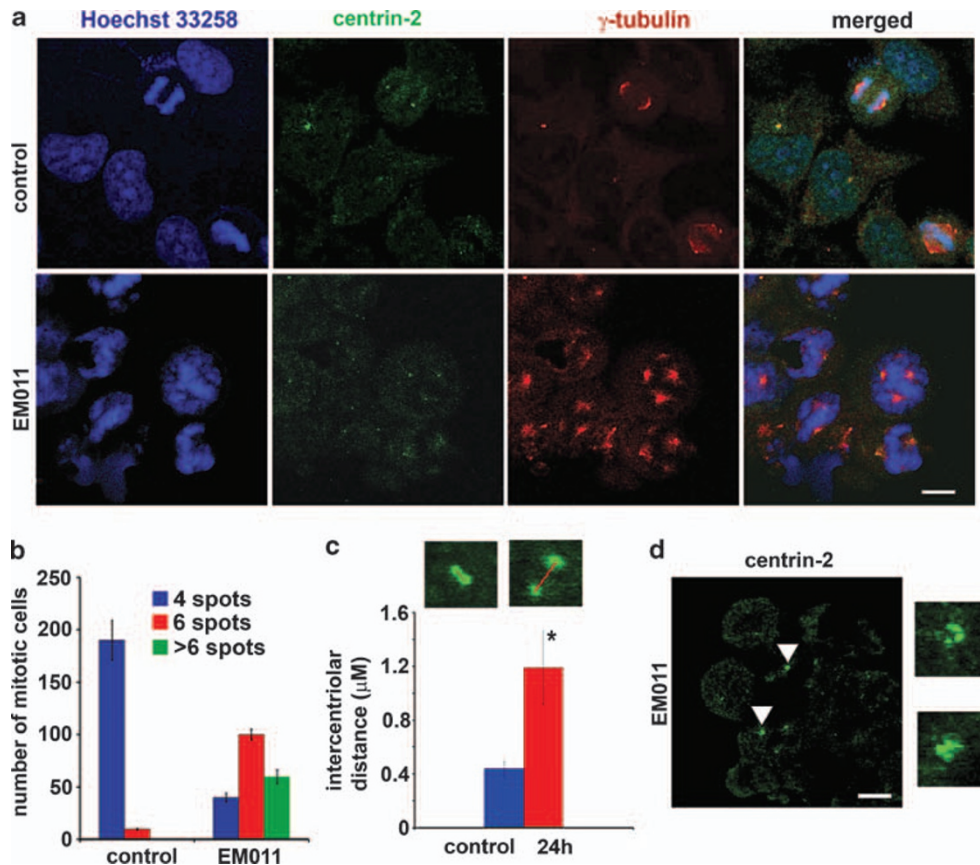 a
Hoechst 33258
centrin-2
γ-tubulin
merged
control
EM011
b
number of mitotic cells
250
200
150
100
50
0
4 spots
6 spots
>6 spots
control
EM011
c
intercentriolar
distance (μM)
1.6
1.2
0.8
0.4
0
*
control
24h
d
centrin-2
EM011